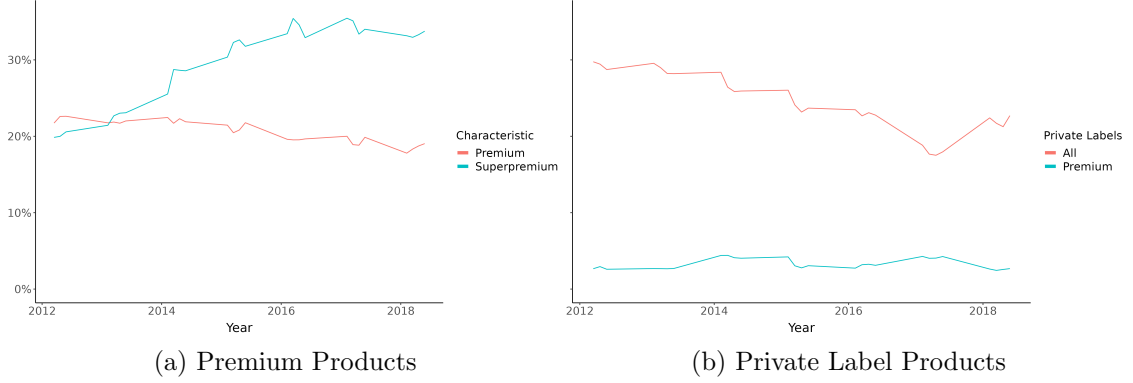 30%
20%
10%
0%
2012 2014 2016 2018
Year
Characteristic
Premium
Superpremium
(a) Premium Products
2012 2014 2016 2018
Year
Private Labels
All
Premium
(b) Private Label Products